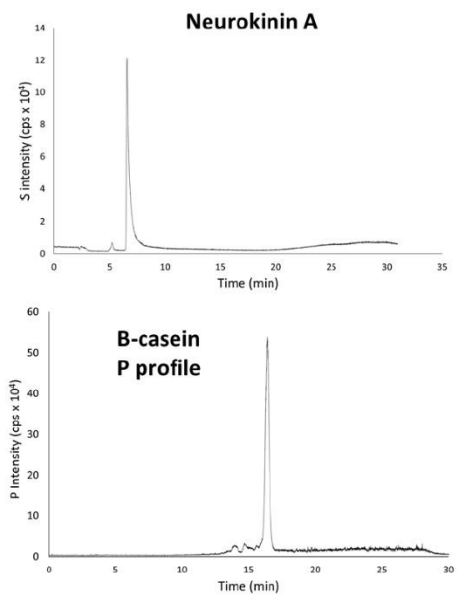 Neurokinin A
14
12
10
8
6
4
2
0
S intensity (cps x 10⁴)
0 5 10 15 20 25 30 35
Time (min)
B-casein
P profile
60
50
40
30
20
10
0
P Intensity (cps x 10⁴)
0 5 10 15 20 25 30
Time (min)